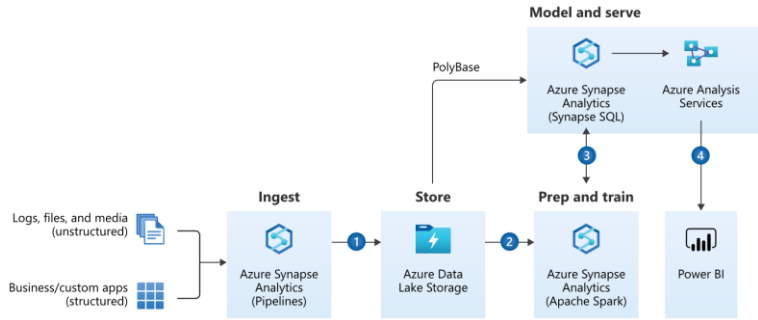 Model and serve
PolyBase
Azure Synapse
Analytics
(Synapse SQL)
Azure Analysis
Services
3
4
Ingest
Store
Prep and train
Logs, files, and media
(unstructured)
Business/custom apps
(structured)
1
2
Azure Synapse
Analytics
(Pipelines)
Azure Data
Lake Storage
Azure Synapse
Analytics
(Apache Spark)
Power BI